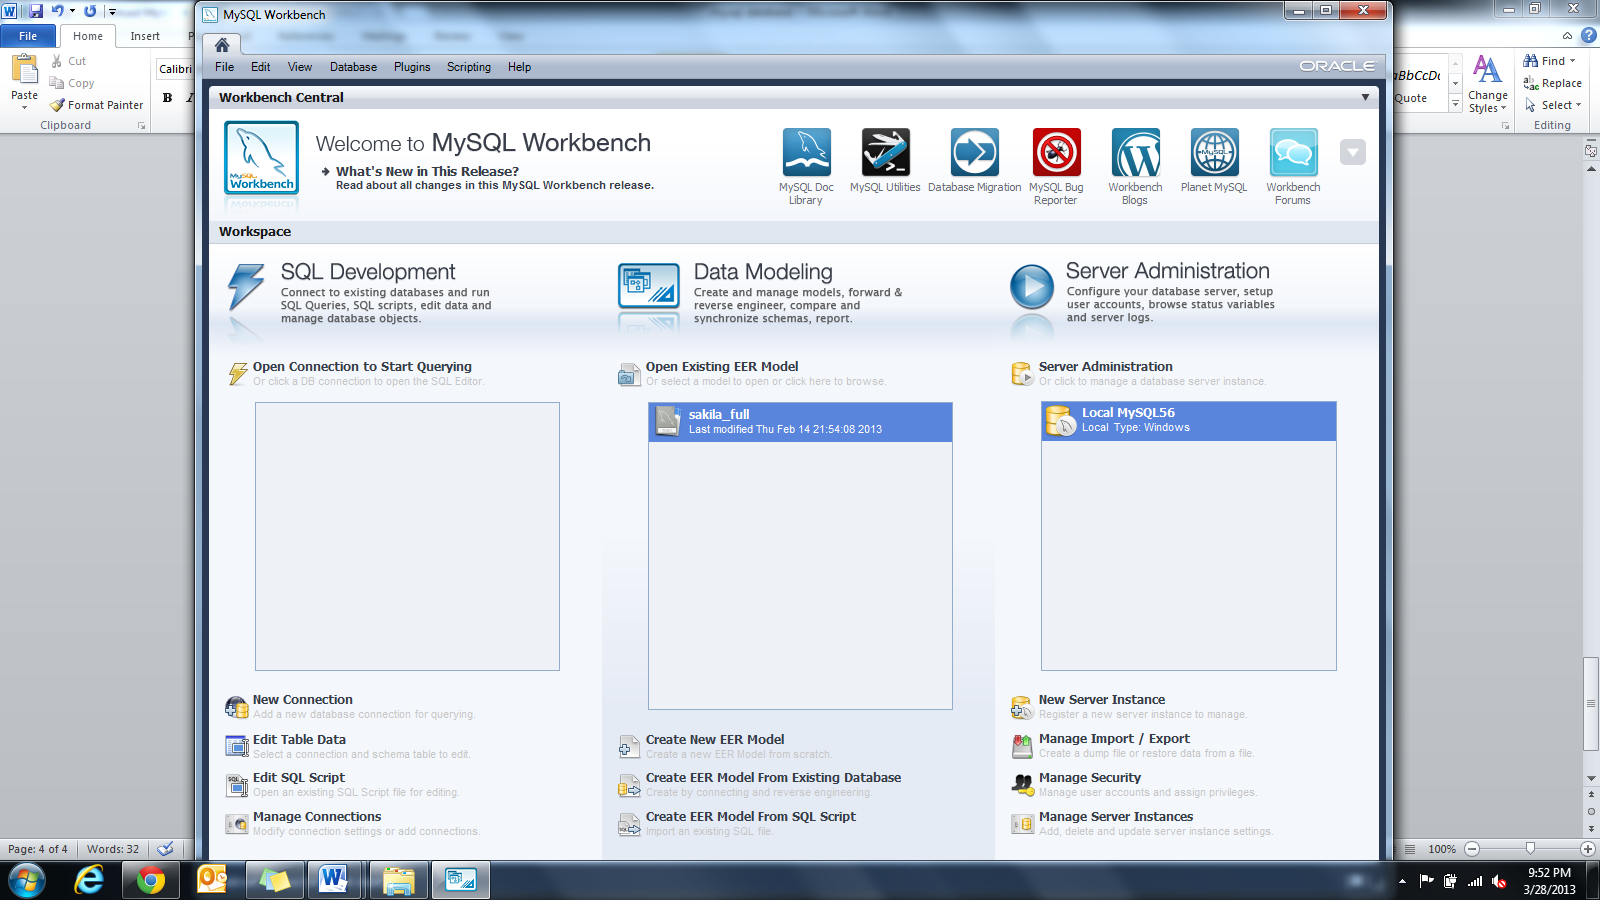 MySQL Workbench
File
Home
Insert
Cut
Copy
Paste
Format Painter
Clipboard
Calibri
B I
File Edit View Database Plugins Scripting Help
ORACLE
Quote
Change
Styles
Find
Replace
Select
Editing
Workbench Central
MySQL
Workbench
Welcome to MySQL Workbench
What's New in This Release?
Read about all changes in this MySQL Workbench release.
MySQL Doc
Library
MySQL Utilities
Database Migration
MySQL Bug
Reporter
Workbench
Blogs
MySQL
Planet MySQL
Workbench
Forums
Workspace
SQL Development
Connect to existing databases and run
SQL Queries, SQL scripts, edit data and
manage database objects.
Data Modeling
Create and manage models, forward &
reverse engineer, compare and
synchronize schemas, report.
Server Administration
Configure your database server, setup
user accounts, browse status variables
and server logs.
Open Connection to Start Querying
Or click a DB connection to open the SQL Editor.
Open Existing EER Model
Or select a model to open or click here to browse.
Server Administration
Or click to manage a database server instance.
sakila_full
Last modified Thu Feb 14 21:54:08 2013
Local MySQL56
Local Type: Windows
New Connection
Add a new database connection for querying.
Edit Table Data
Select a connection and schema table to edit.
Edit SQL Script
Open an existing SQL Script file for editing.
Manage Connections
Modify connection settings or add connections.
Create New EER Model
Create a new EER Model from scratch.
Create EER Model From Existing Database
Create by connecting and reverse engineering.
Create EER Model From SQL Script
Import an existing SQL file.
New Server Instance
Register a new server instance to manage.
Manage Import / Export
Create a dump file or restore data from a file.
Manage Security
Manage user accounts and assign privileges.
Manage Server Instances
Add, delete and update server instance settings.
Page: 4 of 4
Words: 32
100%
9:52 PM
3/28/2013